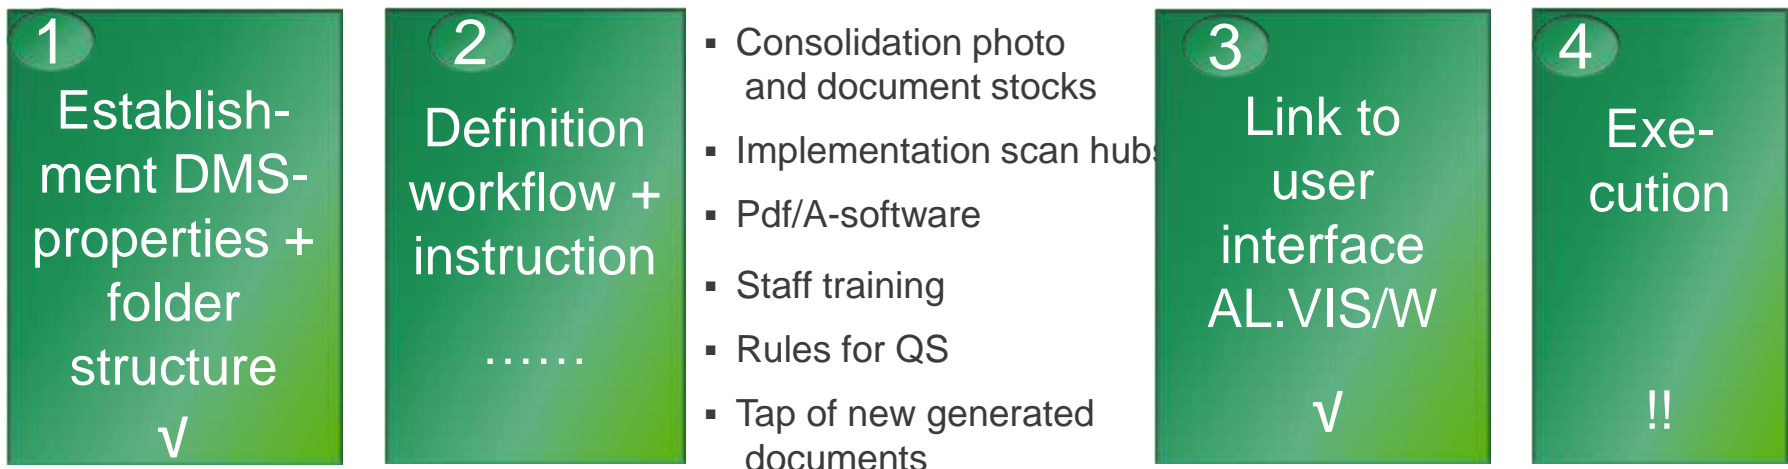 1
Establish-
ment DMS-
properties +
folder
structure
√
2
Definition
workflow +
instruction
……
▪ Consolidation photo
and document stocks
▪ Implementation scan hubs
▪ Pdf/A-software
▪ Staff training
▪ Rules for QS
▪ Tap of new generated
documents
3
Link to
user
interface
AL.VIS/W
√
4
Exe-
cution
!!